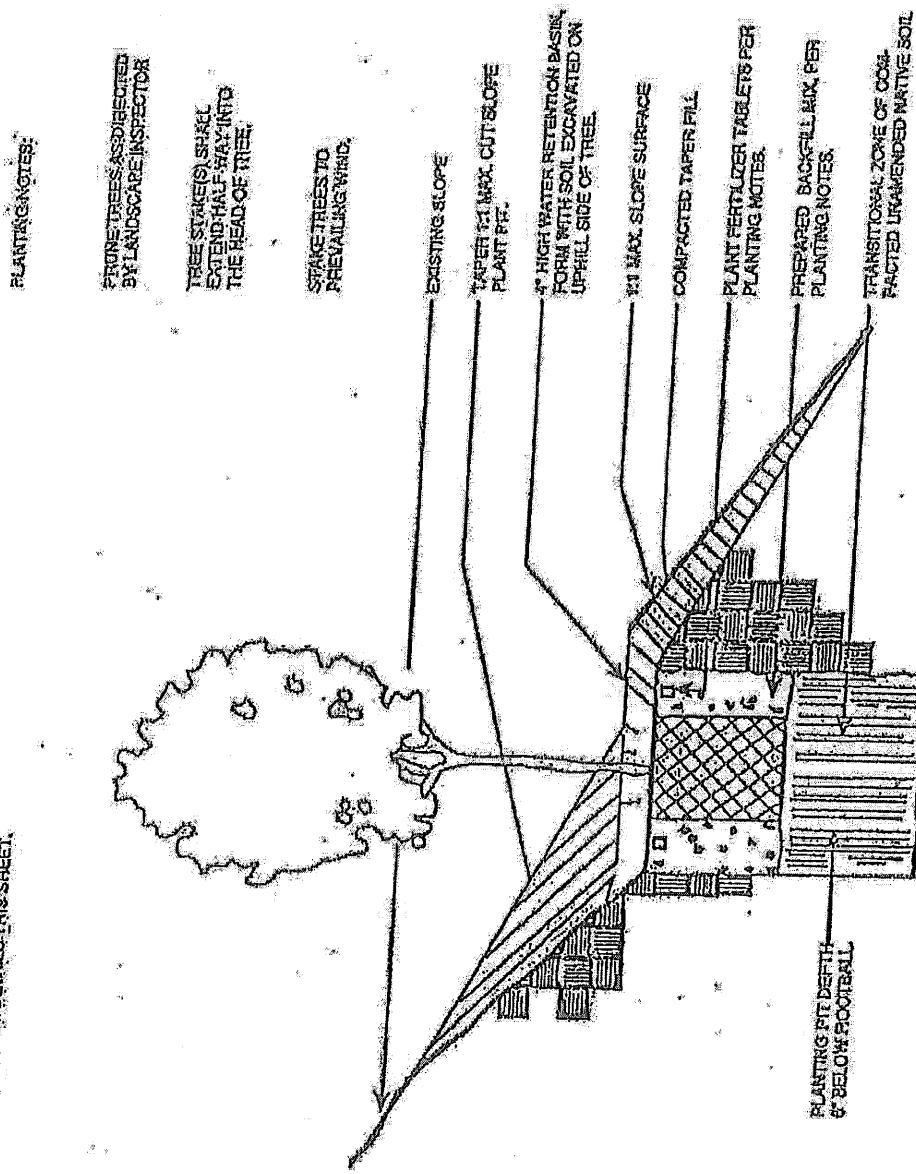 THIS SHEET.
PLANTING NOTES:
PRUNE TREES AS DIRECTED
BY LANDSCAPE INSPECTOR
TREE STAKE(S) SHALL
EXTEND HALF-WAY INTO
THE HEAD OF TREE.
STAKE TREES TO
PREVAILING WIND.
EXISTING SLOPE
TAPER 1:1 MAX. CUT SLOPE
PLANT PIT.
4" HIGH WATER RETENTION BASIN,
FORM WITH SOIL EXCAVATED ON
UPHILL SIDE OF TREE.
1:1 MAX. SLOPE SURFACE
COMPACTED TAPER FILL
PLANT FERTILIZER TABLETS PER
PLANTING NOTES.
PREPARED BACKFILL MIX, PER
PLANTING NOTES.
TRANSITIONAL ZONE OF COM-
PACTED UNAMENDED NATIVE SOIL
PLANTING PIT DEPTH
6" BELOW ROOTBALL